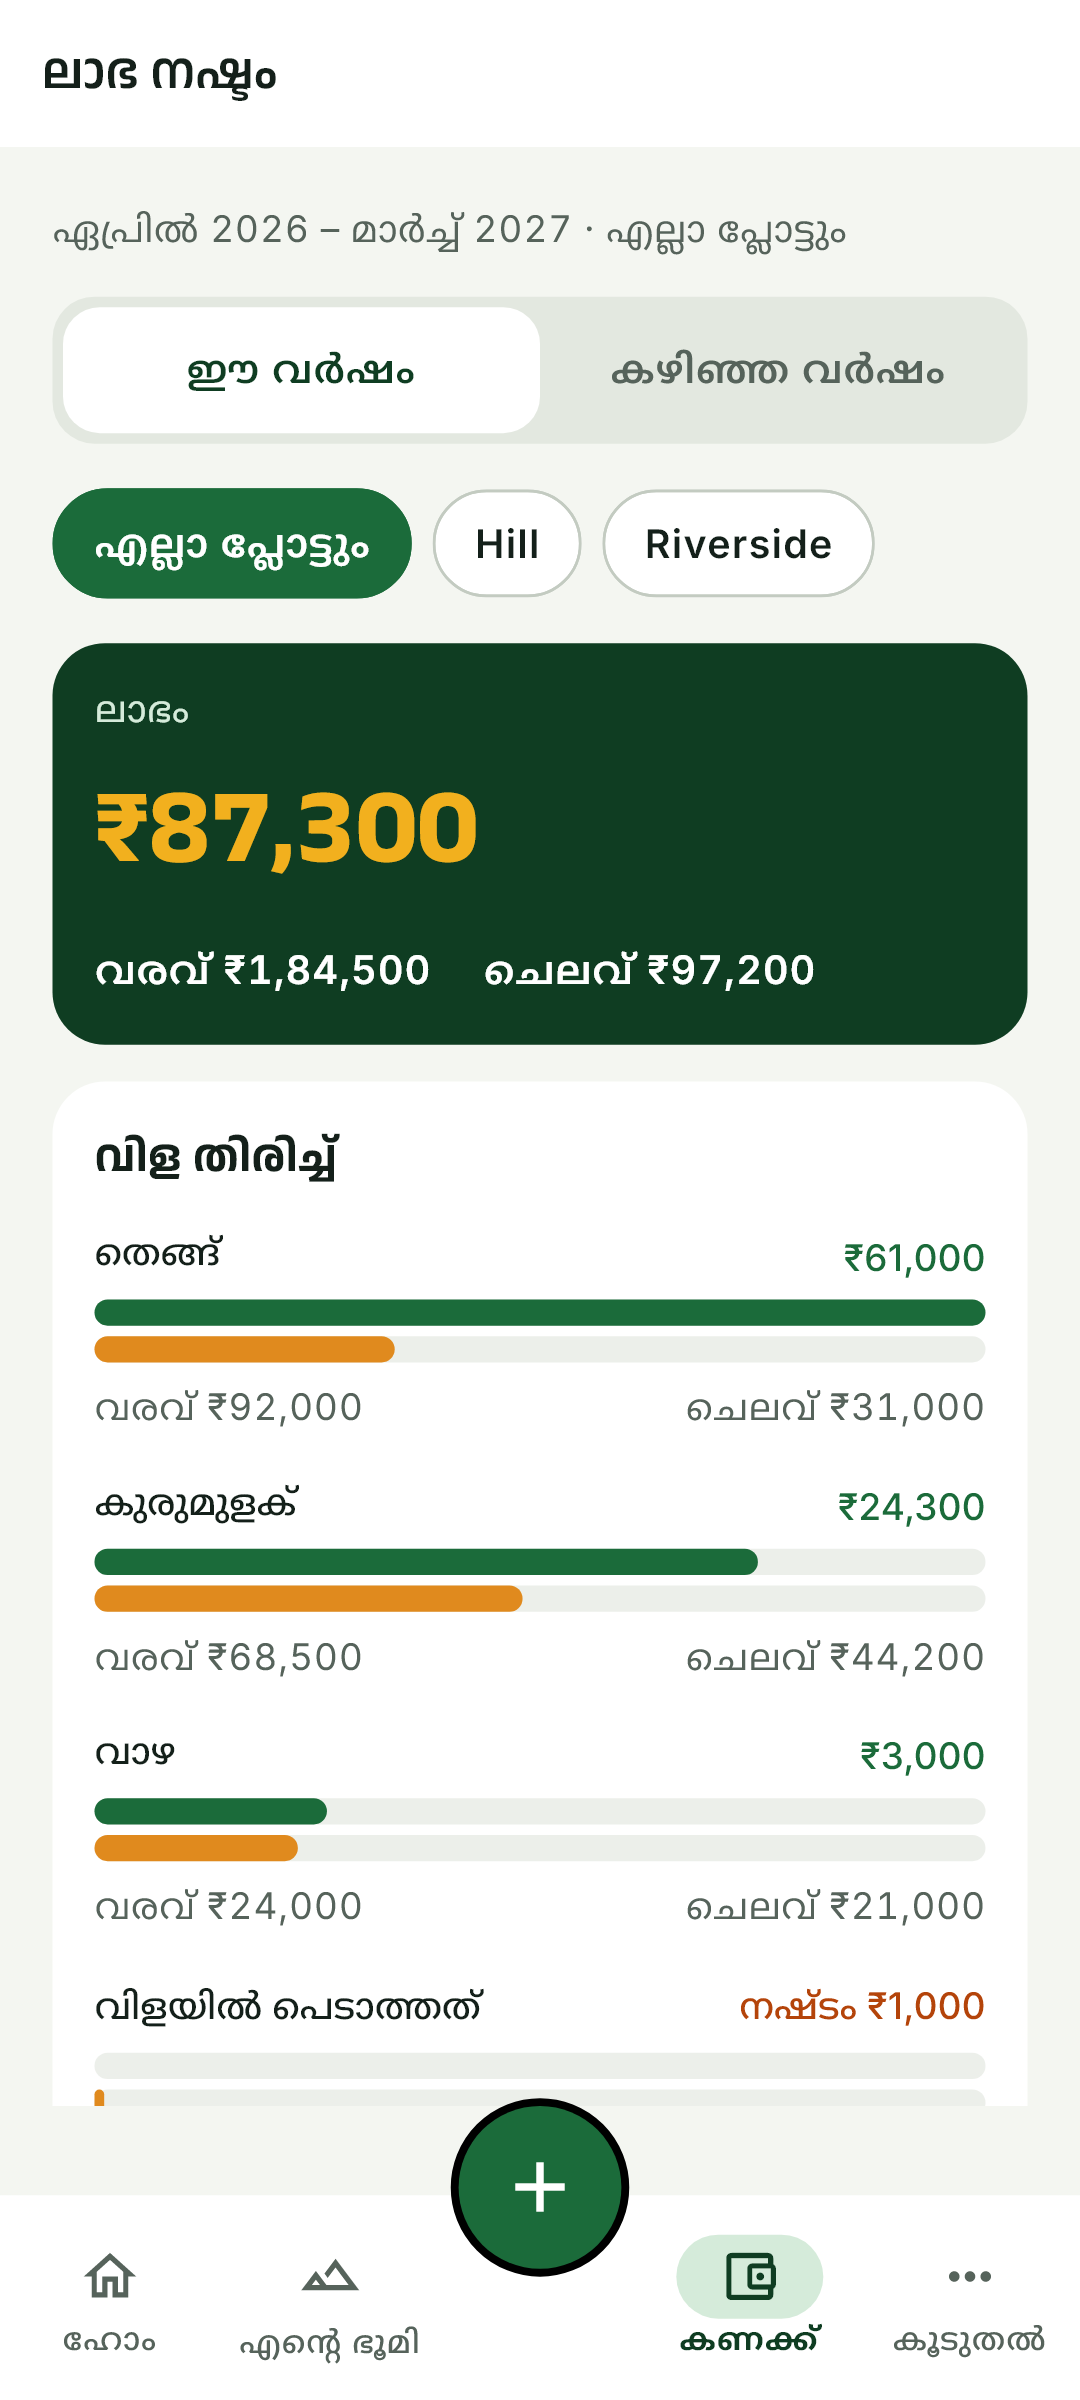 ലാഭ നഷ്ടം
ഏപ്രിൽ 2026 – മാർച്ച് 2027 · എല്ലാ പ്ലോട്ടും
ഈ വർഷം കഴിഞ്ഞ വർഷം
എല്ലാ പ്ലോട്ടും Hill Riverside
ലാഭം
₹87,300
വരവ് ₹1,84,500 ചെലവ് ₹97,200
വിള തിരിച്ച്
തെങ്ങ് ₹61,000
വരവ് ₹92,000 ചെലവ് ₹31,000
കുരുമുളക് ₹24,300
വരവ് ₹68,500 ചെലവ് ₹44,200
വാഴ ₹3,000
വരവ് ₹24,000 ചെലവ് ₹21,000
വിളയിൽ പെടാത്തത് നഷ്ടം ₹1,000
ഹോം എന്റെ ഭൂമി കണക്ക് കൂടുതൽ